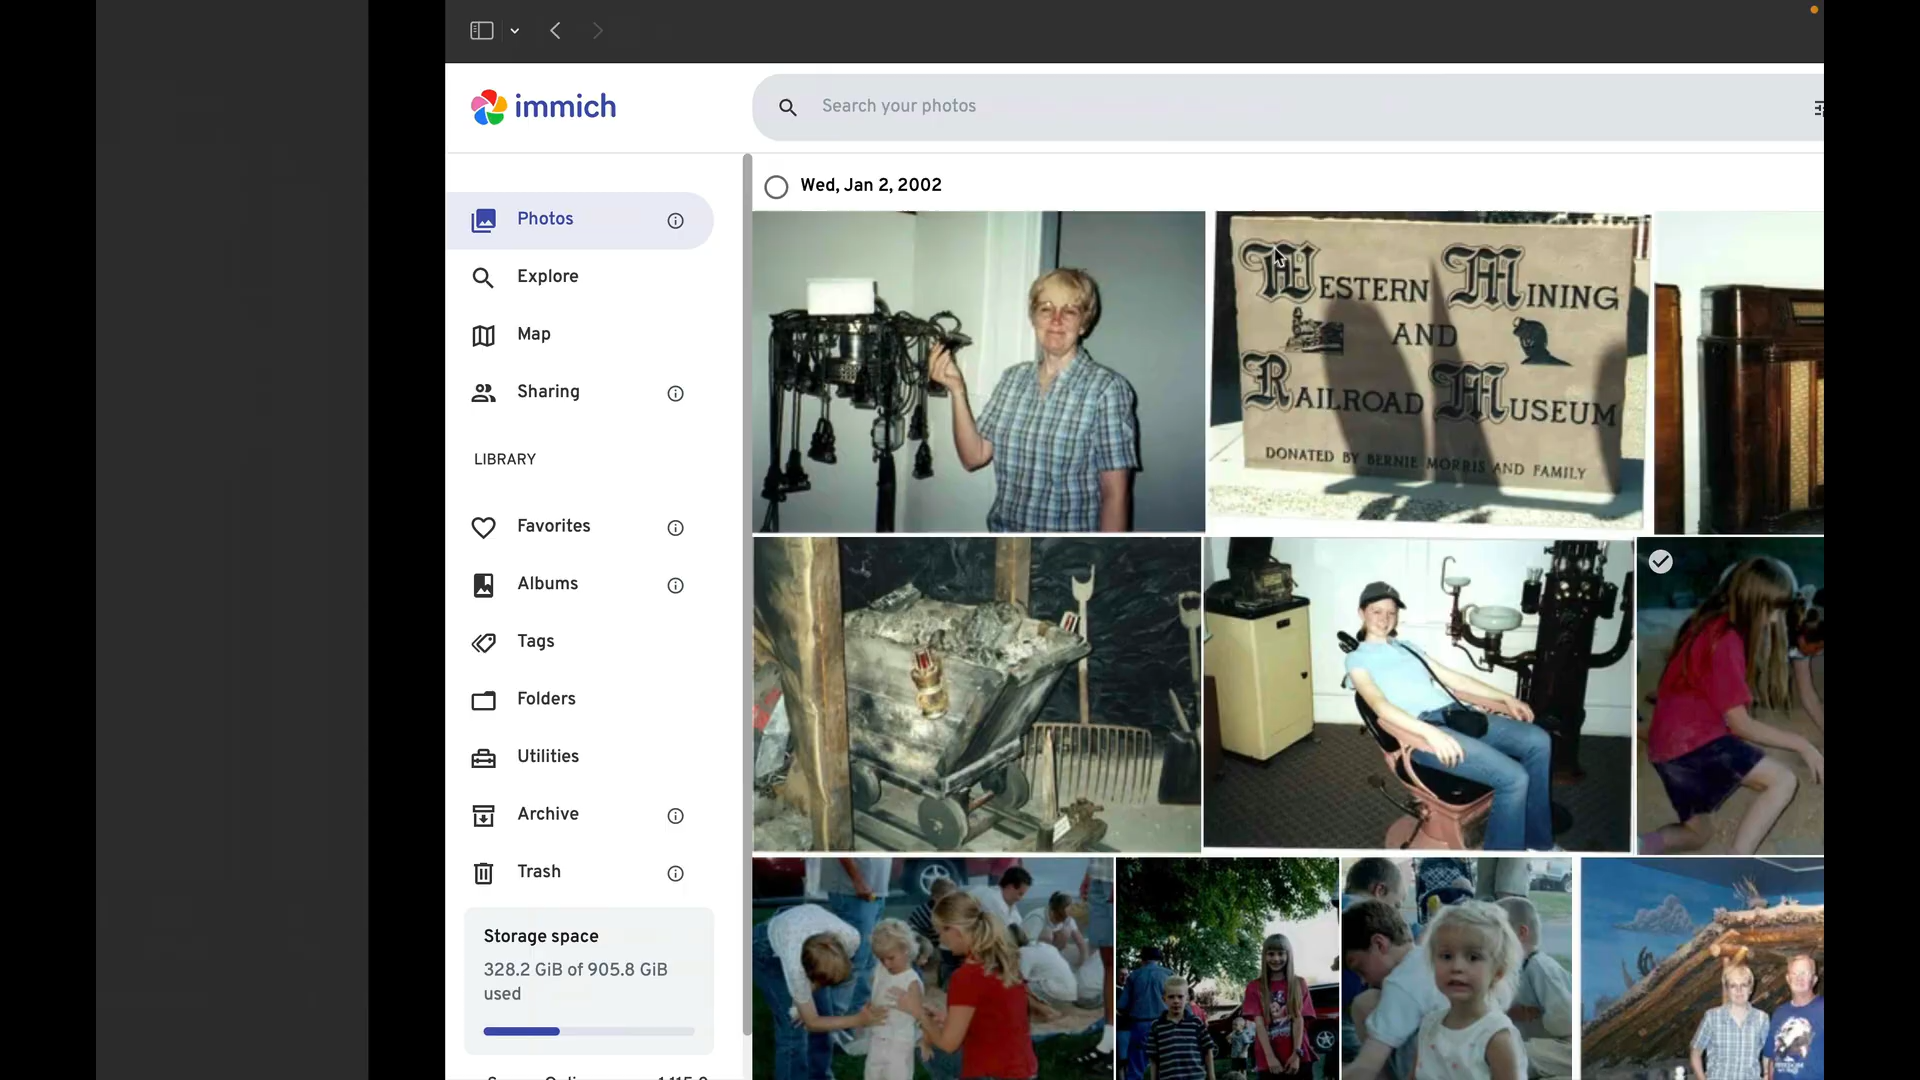 immich
Search your photos
Wed, Jan 2, 2002
Photos
Explore
Map
Sharing
LIBRARY
Favorites
Albums
Tags
Folders
Utilities
Archive
Trash
Storage space
328.2 GiB of 905.8 GiB
used
WESTERN MINING
AND
RAILROAD MUSEUM
DONATED BY BERNIE MORRIS AND FAMILY